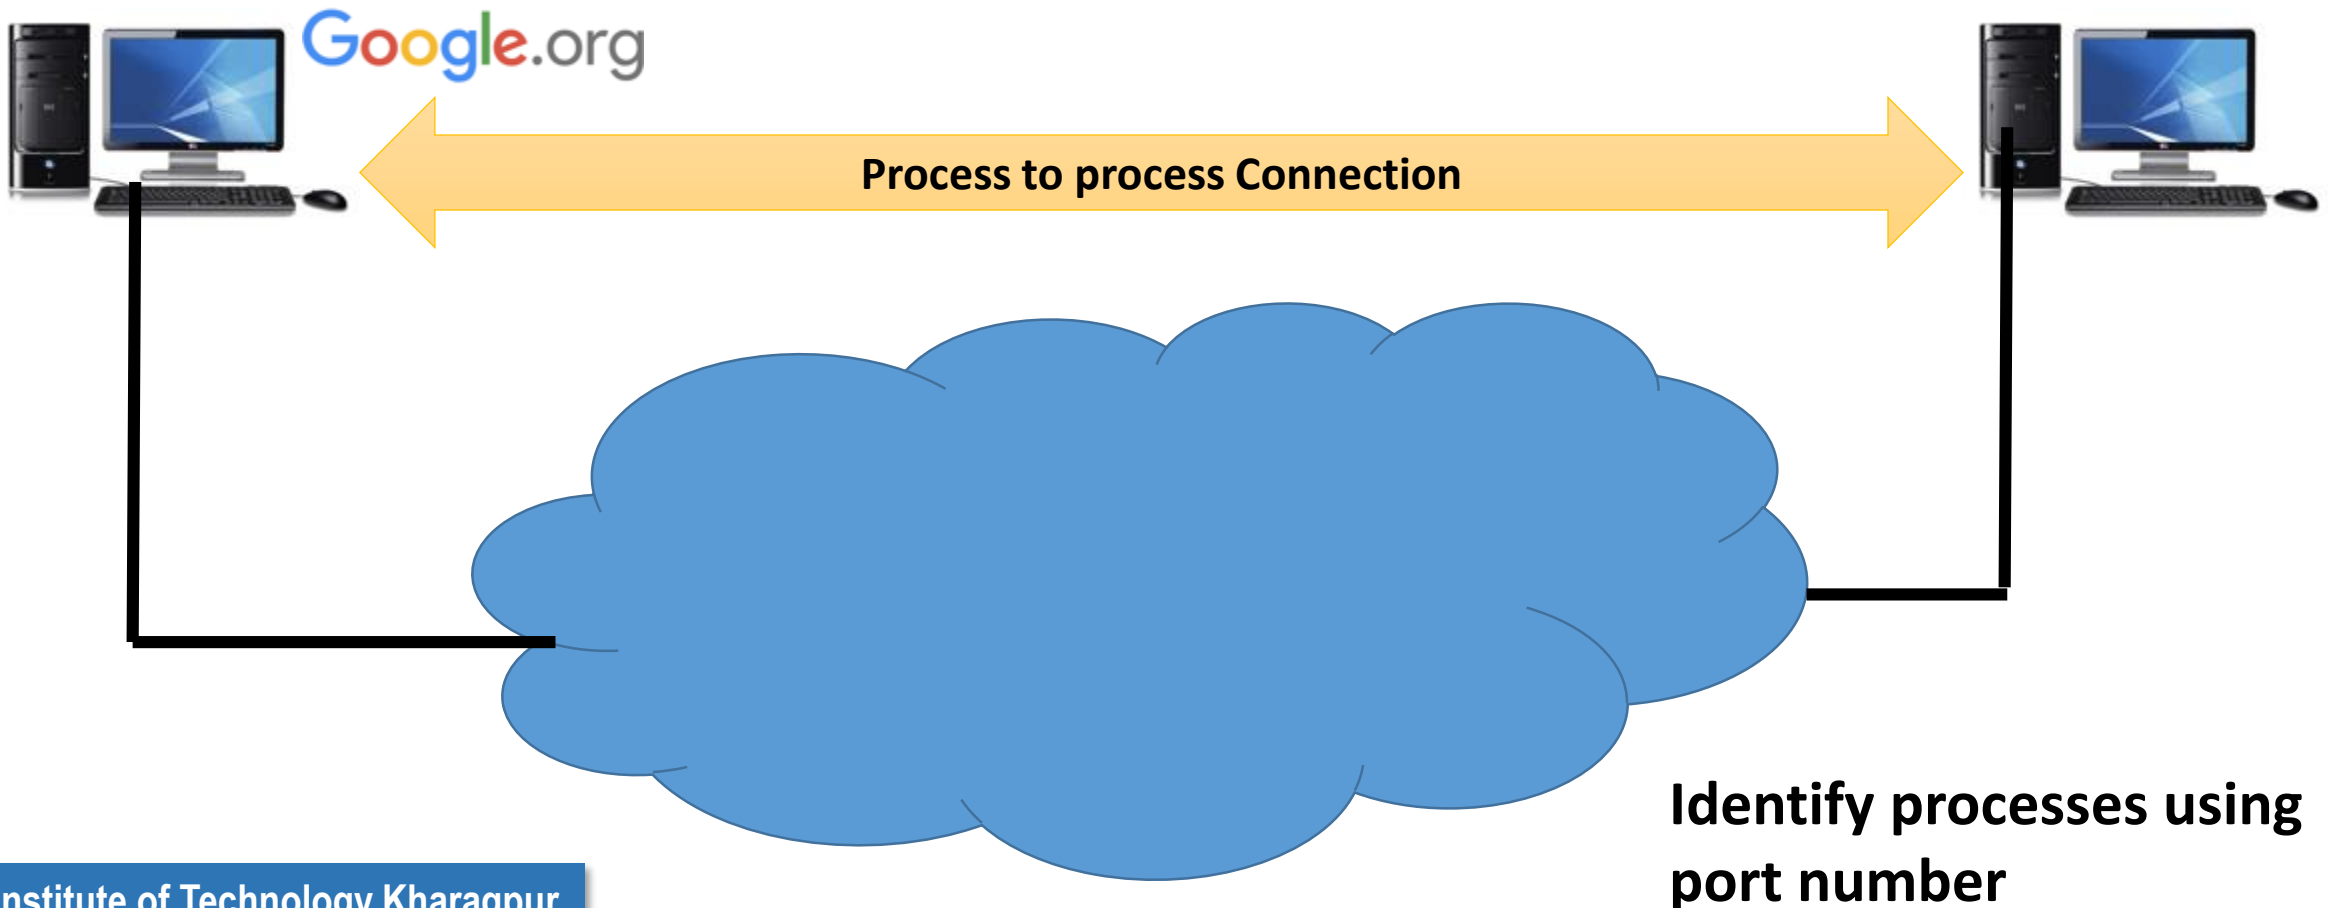 Google.org
Process to process Connection
Identify processes using
port number
nstitute of Technology Kharagpur